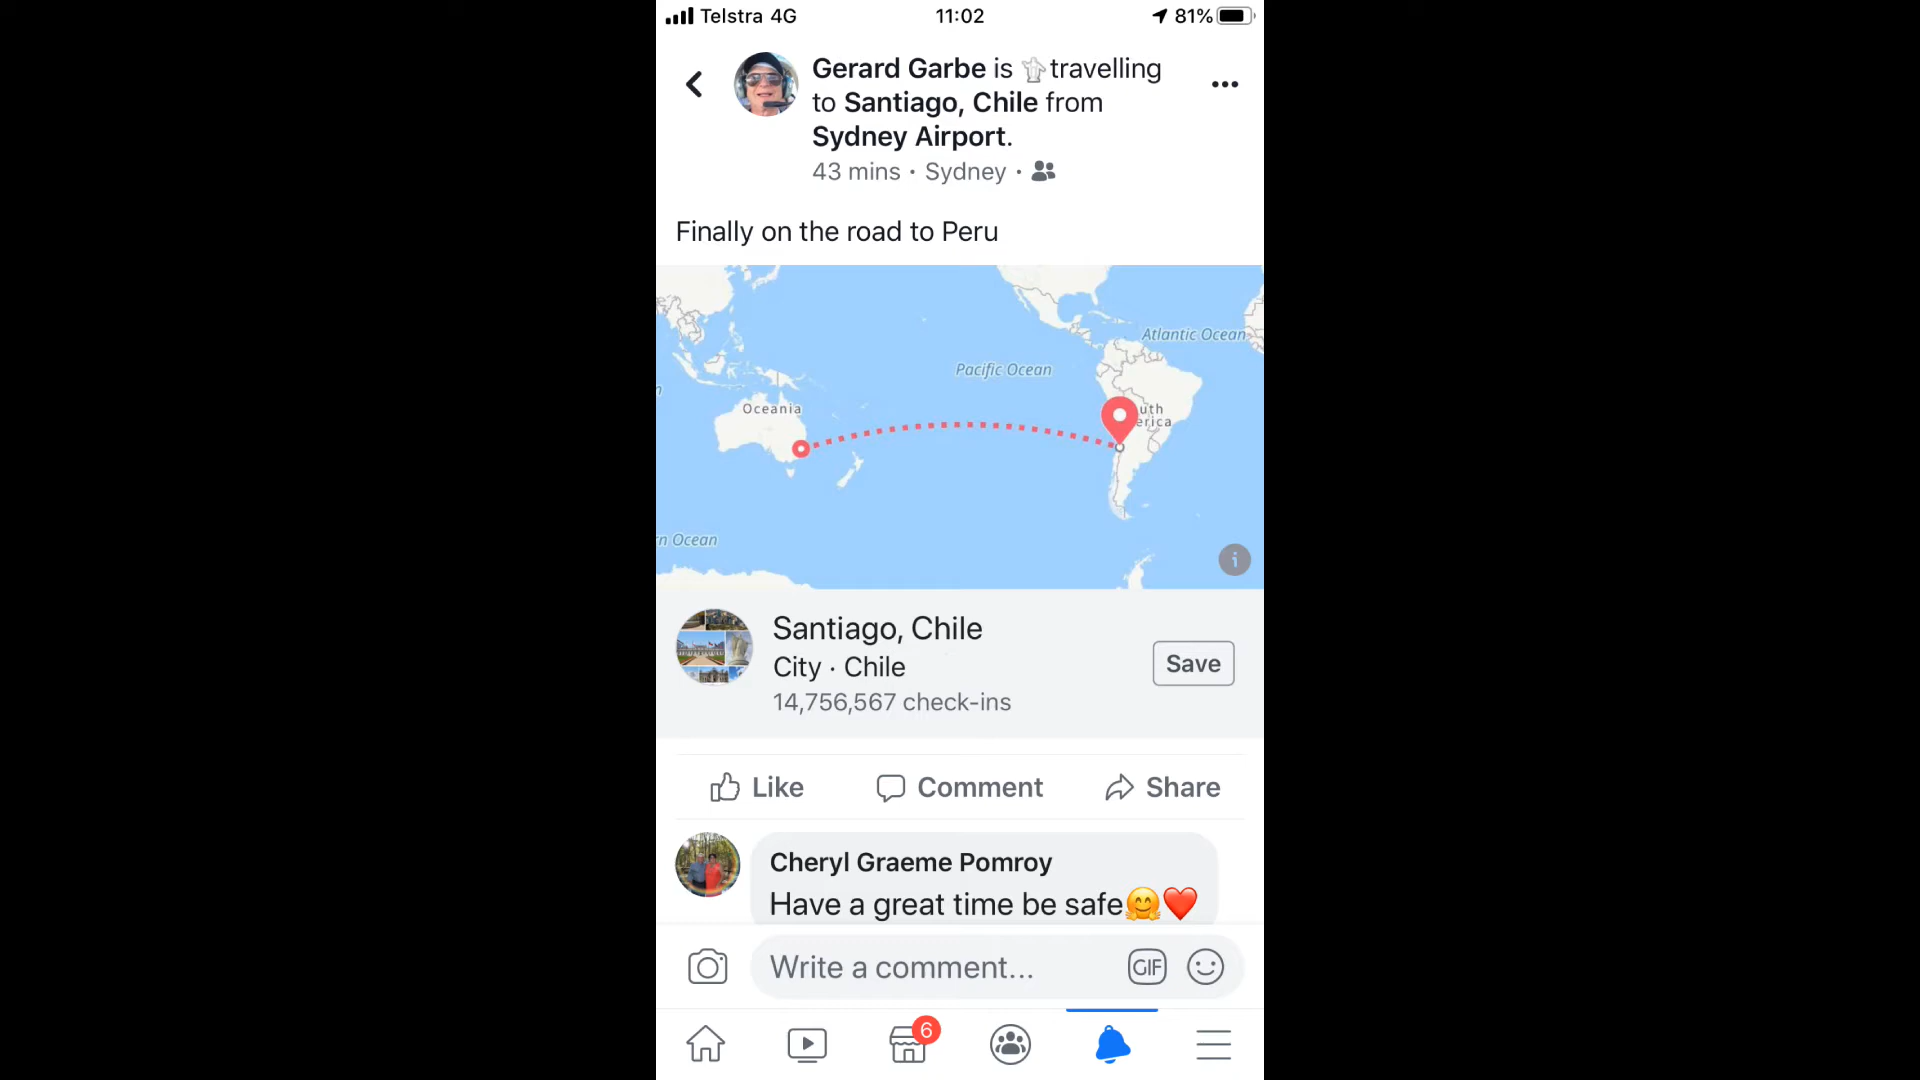 Telstra 4G 11:02 81%
Gerard Garbe is travelling
to Santiago, Chile from
Sydney Airport.
43 mins · Sydney ·
Finally on the road to Peru
Atlantic Ocean
Pacific Ocean
Oceania
uth
erica
n Ocean
i
Santiago, Chile
City · Chile
14,756,567 check-ins
Save
Like Comment Share
Cheryl Graeme Pomroy
Have a great time be safe🤗❤️
Write a comment... GIF
6